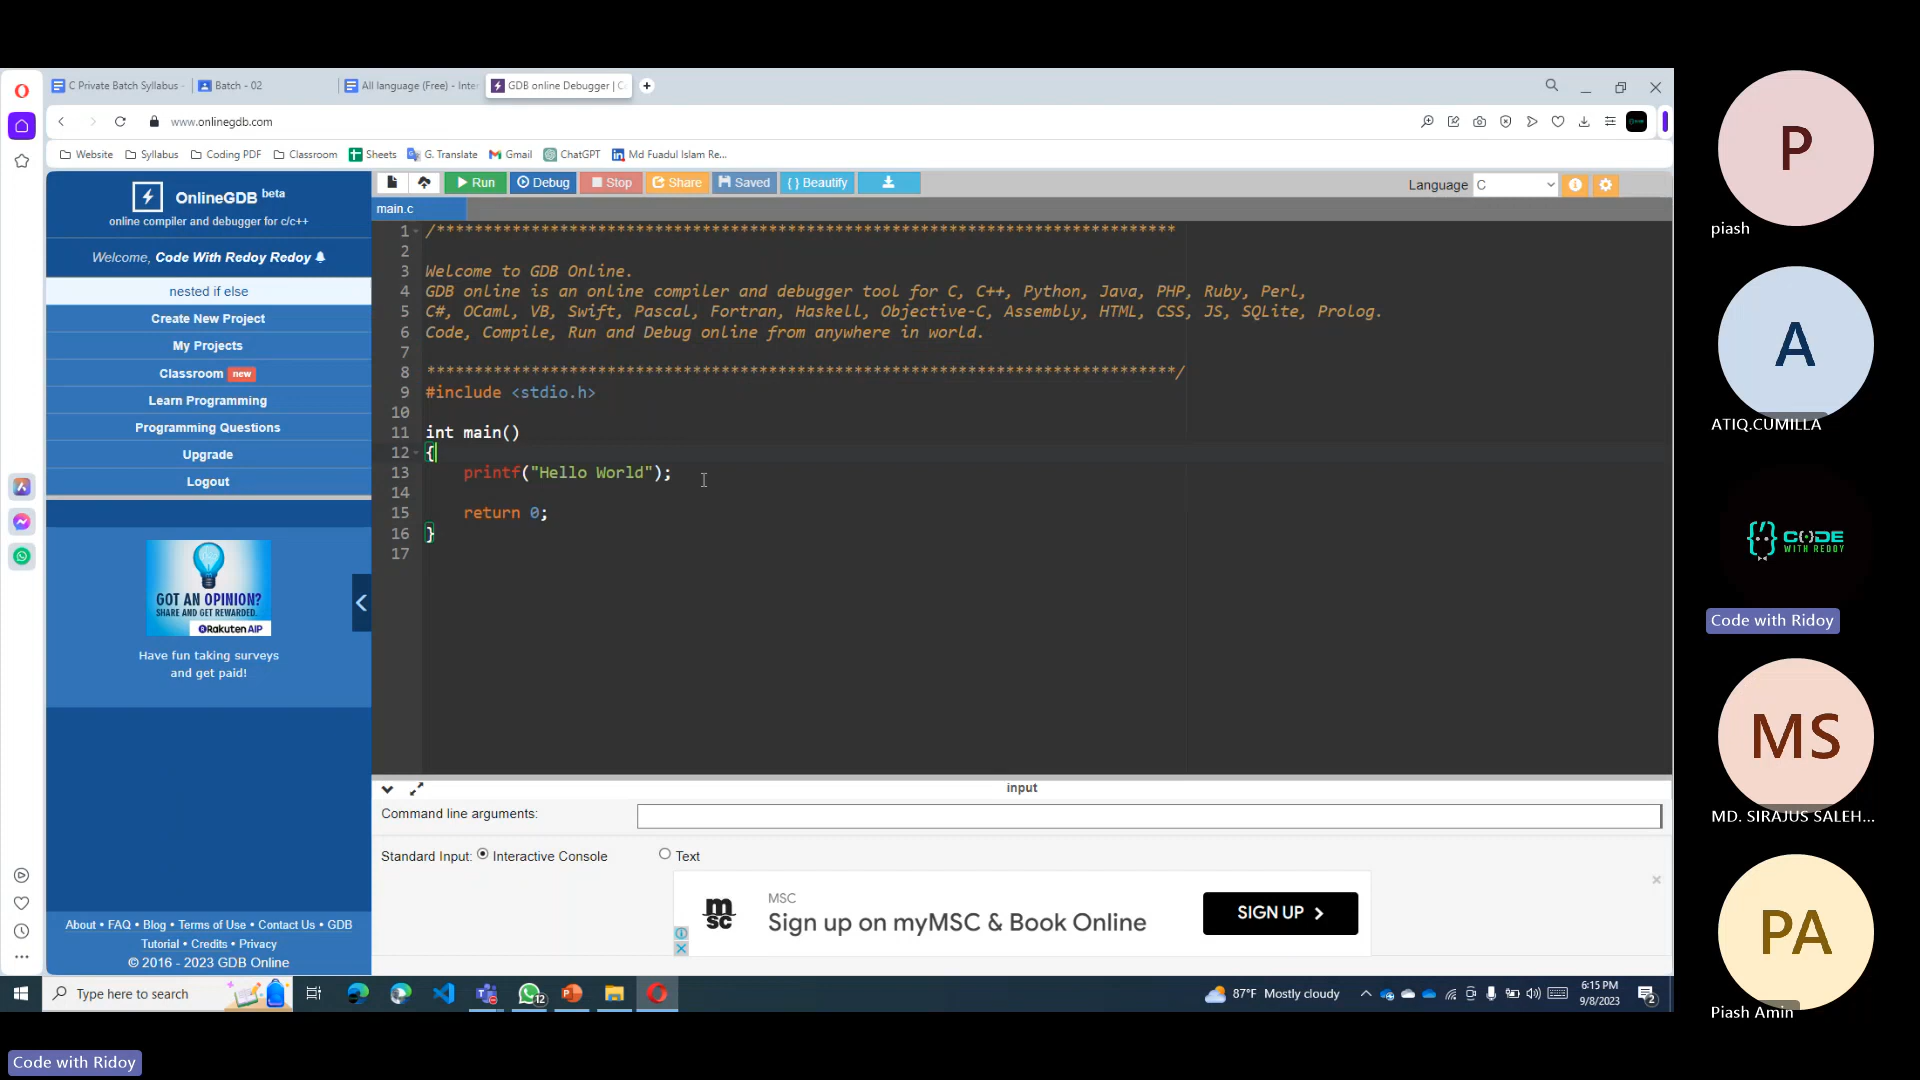 C Private Batch Syllabus
Batch - 02
All language (Free) - Inte
GDB online Debugger | C
www.onlinegdb.com
Website
Syllabus
Coding PDF
Classroom
Sheets
G. Translate
Gmail
ChatGPT
Md Fuadul Islam Re...
OnlineGDB beta
online compiler and debugger for c/c++
Welcome, Code With Redoy Redoy
nested if else
Create New Project
My Projects
Classroom new
Learn Programming
Programming Questions
Upgrade
Logout
GOT AN OPINION?
SHARE AND GET REWARDED.
Rakuten AIP
Have fun taking surveys
and get paid!
About • FAQ • Blog • Terms of Use • Contact Us • GDB
Tutorial • Credits • Privacy
© 2016 - 2023 GDB Online
Run
Debug
Stop
Share
Saved
{ } Beautify
Language C
main.c
1 /******************************************************************************
2
3 Welcome to GDB Online.
4 GDB online is an online compiler and debugger tool for C, C++, Python, Java, PHP, Ruby, Perl,
5 C#, OCaml, VB, Swift, Pascal, Fortran, Haskell, Objective-C, Assembly, HTML, CSS, JS, SQLite, Prolog.
6 Code, Compile, Run and Debug online from anywhere in world.
7
8 *******************************************************************************/
9 #include <stdio.h>
10
11 int main()
12 {
13 printf("Hello World");
14
15 return 0;
16 }
17
input
Command line arguments:
Standard Input: Interactive Console
Text
msc
MSC
Sign up on myMSC & Book Online
SIGN UP
Type here to search
12
87°F Mostly cloudy
6:15 PM
9/8/2023
2
P
piash
A
ATIQ.CUMILLA
CODE
WITH REDOY
Code with Ridoy
MS
MD. SIRAJUS SALEH...
PA
Piash Amin
Code with Ridoy